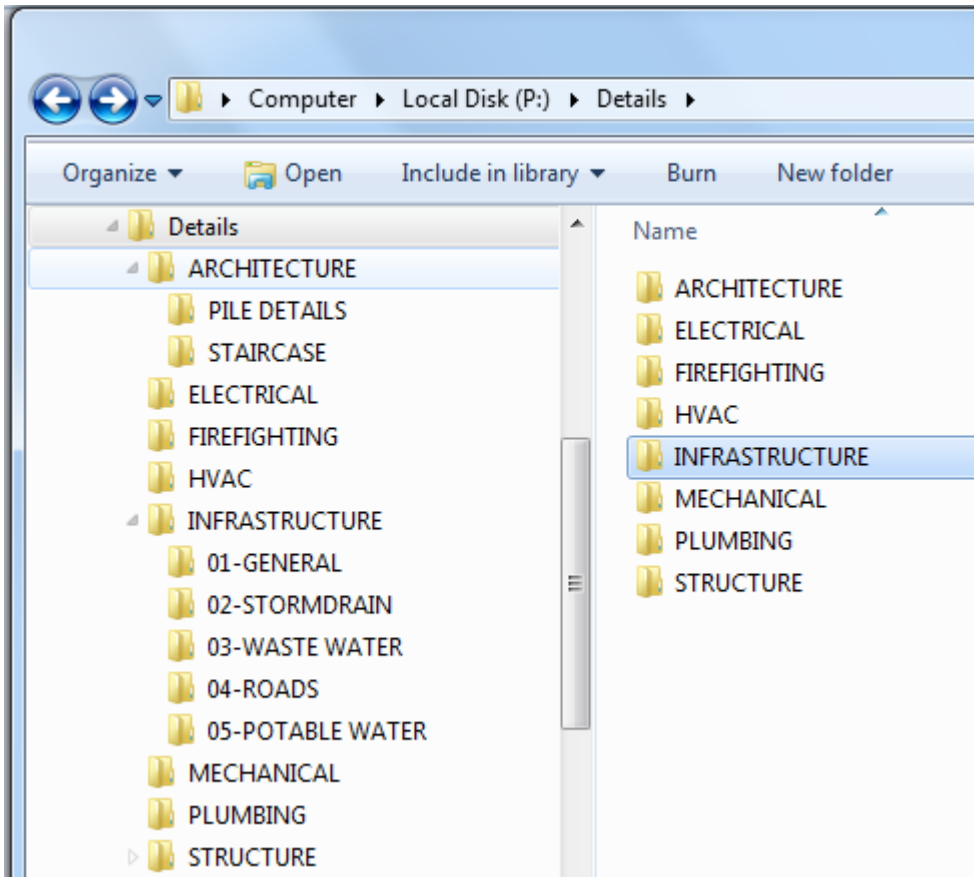 Computer Local Disk (P:) Details
Organize Open Include in library Burn New folder
Details
ARCHITECTURE
PILE DETAILS
STAIRCASE
ELECTRICAL
FIREFIGHTING
HVAC
INFRASTRUCTURE
01-GENERAL
02-STORMDRAIN
03-WASTE WATER
04-ROADS
05-POTABLE WATER
MECHANICAL
PLUMBING
STRUCTURE
Name
ARCHITECTURE
ELECTRICAL
FIREFIGHTING
HVAC
INFRASTRUCTURE
MECHANICAL
PLUMBING
STRUCTURE